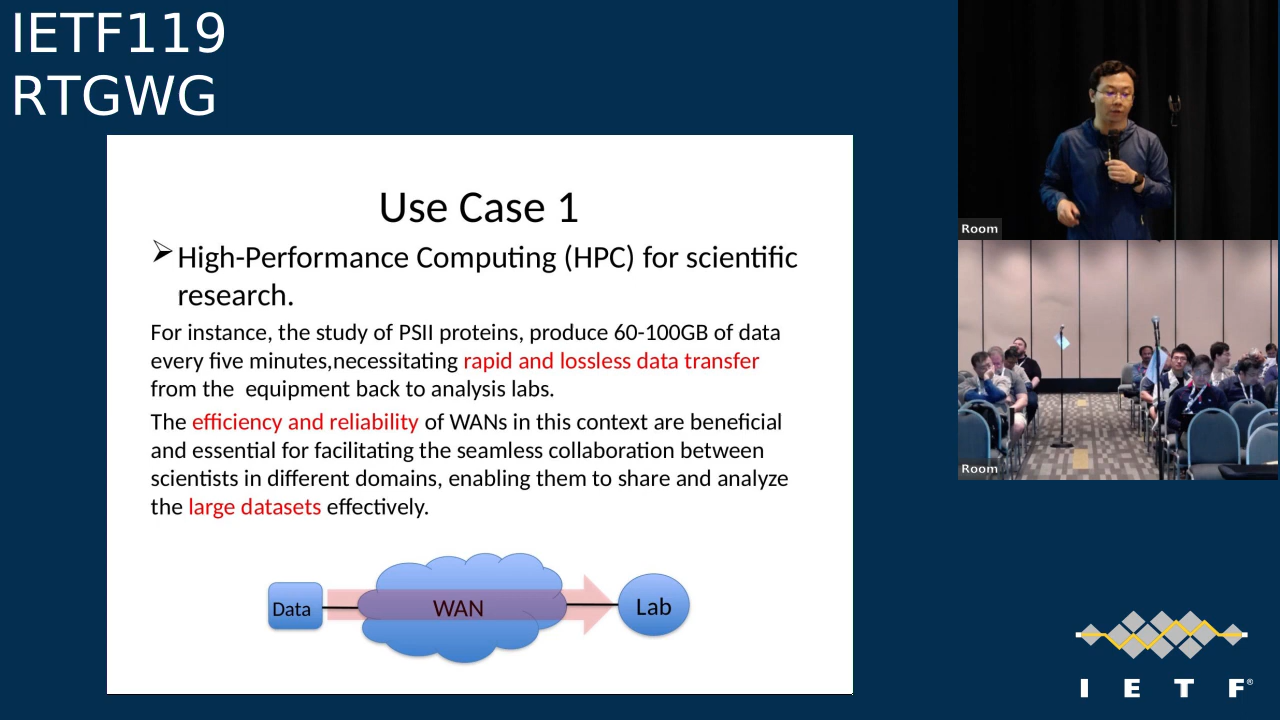 IETF119
RTGWG
Use Case 1
➢High-Performance Computing (HPC) for scientific
research.
For instance, the study of PSII proteins, produce 60-100GB of data
every five minutes,necessitating rapid and lossless data transfer
from the  equipment back to analysis labs.
The efficiency and reliability of WANs in this context are beneficial
and essential for facilitating the seamless collaboration between
scientists in different domains, enabling them to share and analyze
the large datasets effectively.
Data
WAN
Lab
Room
Room
I E T F®